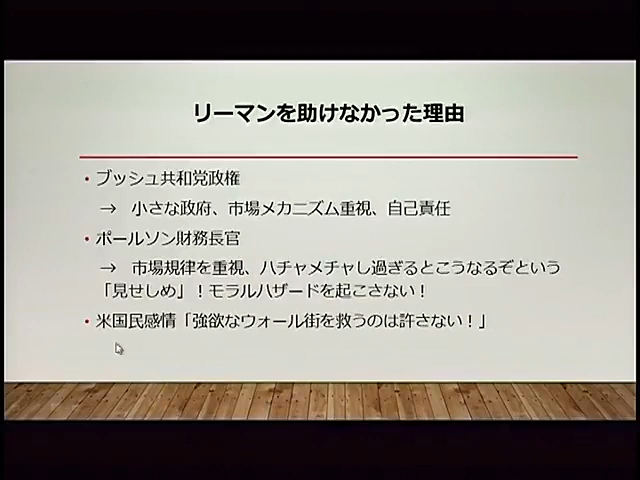 リーマンを助けなかった理由
・ブッシュ共和党政権
→ 小さな政府、市場メカニズム重視、自己責任
・ポールソン財務長官
→ 市場規律を重視、ハチャメチャし過ぎるとこうなるぞという
「見せしめ」！モラルハザードを起こさない！
・米国民感情「強欲なウォール街を救うのは許さない！」